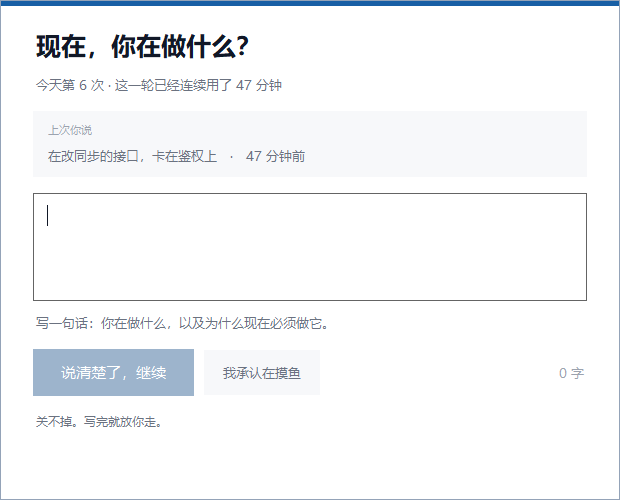 现在，你在做什么？
今天第 6 次 · 这一轮已经连续用了 47 分钟
上次你说
在改同步的接口，卡在鉴权上 · 47 分钟前
写一句话：你在做什么，以及为什么现在必须做它。
说清楚了，继续
我承认在摸鱼
0 字
关不掉。写完就放你走。